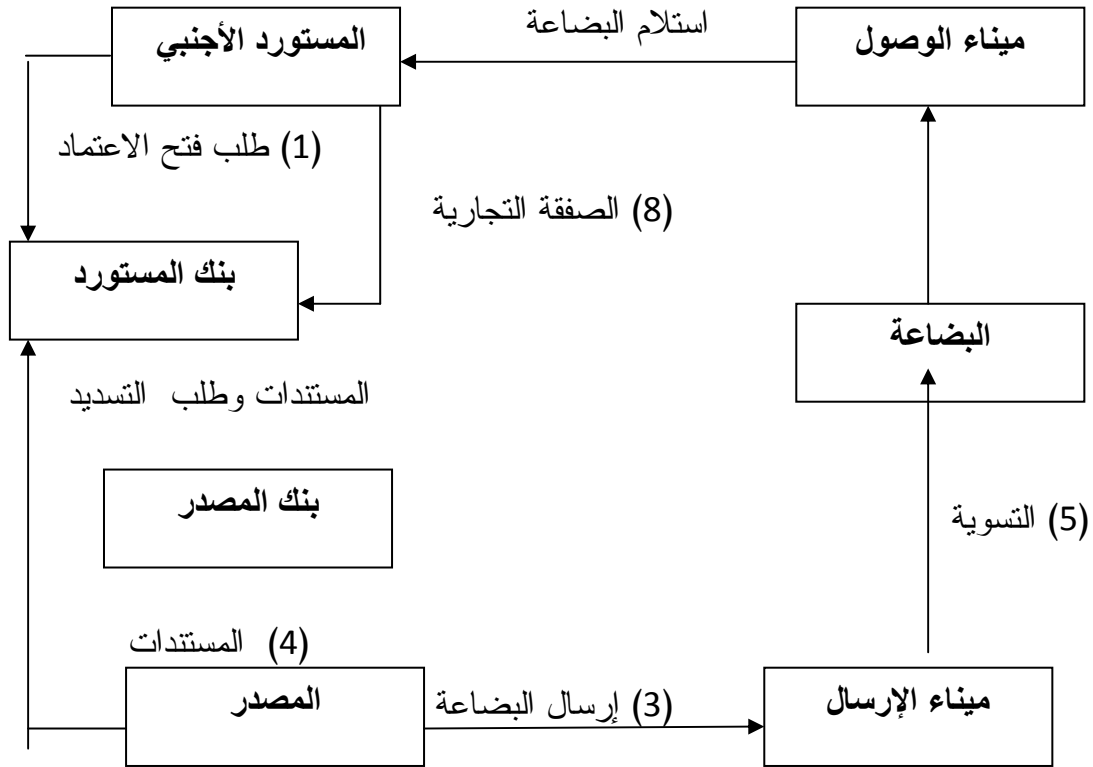 ميناء الوصول
استلام البضاعة
المستورد الأجنبي
(1) طلب فتح الاعتماد
(8) الصفقة التجارية
بنك المستورد
البضاعة
المستندات وطلب التسديد
بنك المصدر
(5) التسوية
(4) المستندات
المصدر
(3) إرسال البضاعة
ميناء الإرسال